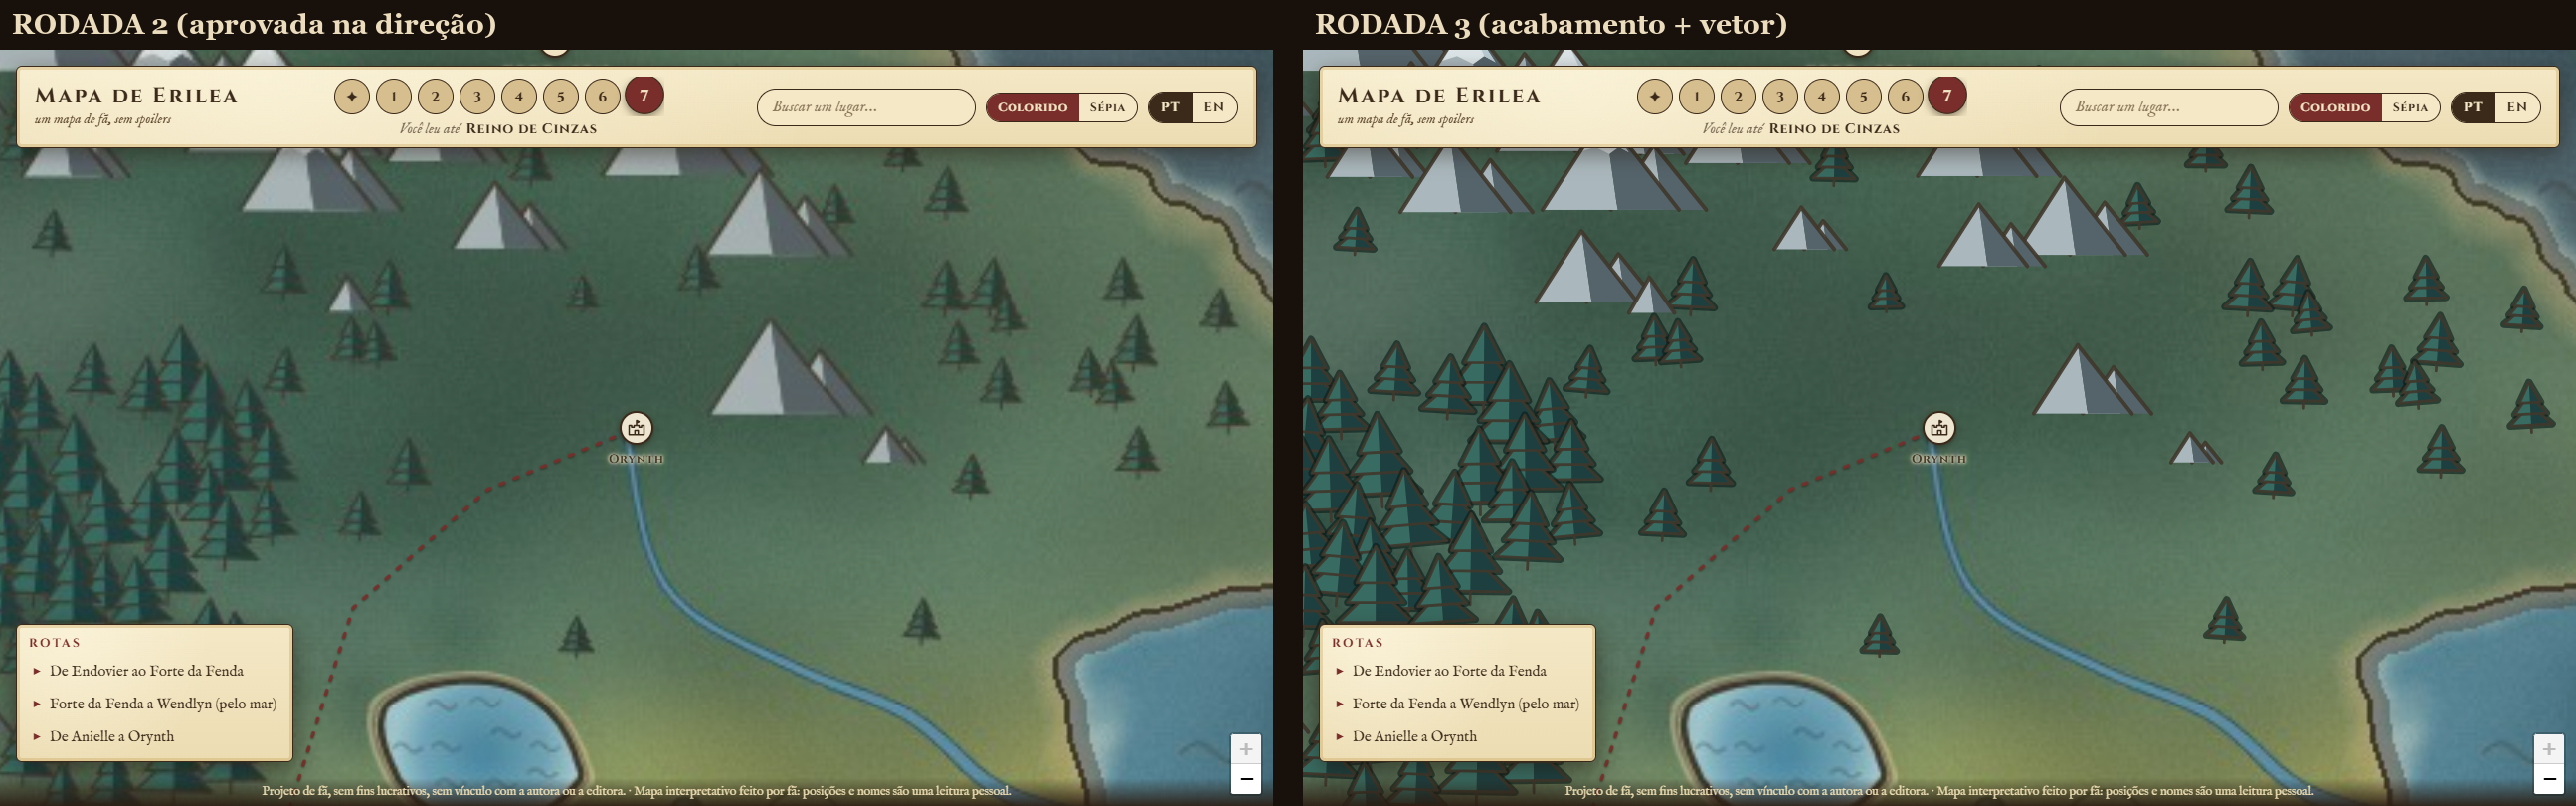 RODADA 2 (aprovada na direção)
MAPA DE ERILEA
um mapa de fã, sem spoilers
✦ 1 2 3 4 5 6 7
Você leu até REINO DE CINZAS
Buscar um lugar...
COLORIDO SÉPIA
PT EN
ORYNTH
ROTAS
▸ De Endovier ao Forte da Fenda
▸ Forte da Fenda a Wendlyn (pelo mar)
▸ De Anielle a Orynth
+
−
Projeto de fã, sem fins lucrativos, sem vínculo com a autora ou a editora. · Mapa interpretativo feito por fã: posições e nomes são uma leitura pessoal.
RODADA 3 (acabamento + vetor)
MAPA DE ERILEA
um mapa de fã, sem spoilers
✦ 1 2 3 4 5 6 7
Você leu até REINO DE CINZAS
Buscar um lugar...
COLORIDO SÉPIA
PT EN
ORYNTH
ROTAS
▸ De Endovier ao Forte da Fenda
▸ Forte da Fenda a Wendlyn (pelo mar)
▸ De Anielle a Orynth
+
−
Projeto de fã, sem fins lucrativos, sem vínculo com a autora ou a editora. · Mapa interpretativo feito por fã: posições e nomes são uma leitura pessoal.